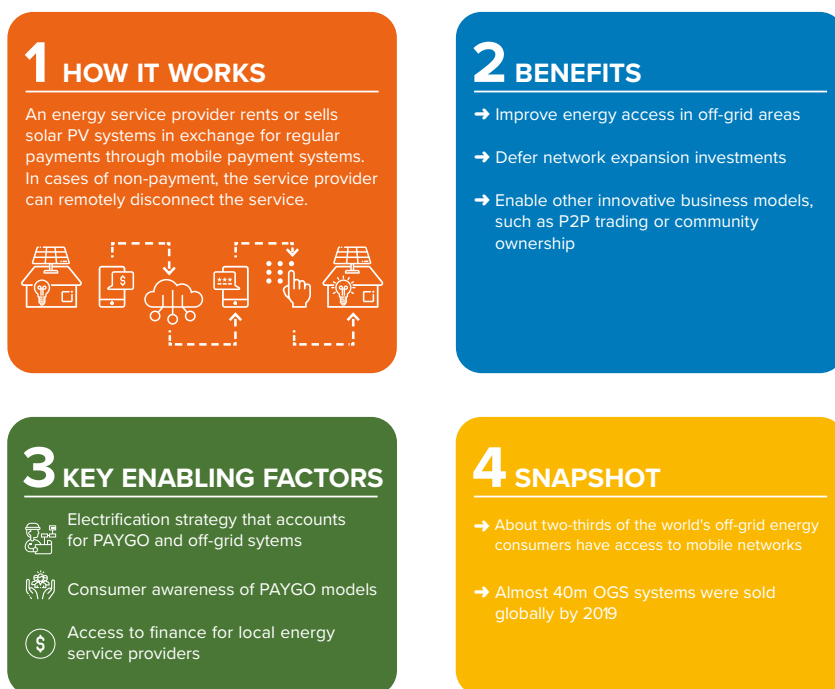 1 HOW IT WORKS
An energy service provider rents or sells
solar PV systems in exchange for regular
payments through mobile payment systems.
In cases of non-payment, the service provider
can remotely disconnect the service.
$
***
2 BENEFITS
➜ Improve energy access in off-grid areas
➜ Defer network expansion investments
➜ Enable other innovative business models,
such as P2P trading or community
ownership
3 KEY ENABLING FACTORS
Electrification strategy that accounts
for PAYGO and off-grid sytems
Consumer awareness of PAYGO models
$
Access to finance for local energy
service providers
4 SNAPSHOT
➜ About two-thirds of the world's off-grid energy
consumers have access to mobile networks
➜ Almost 40m OGS systems were sold
globally by 2019